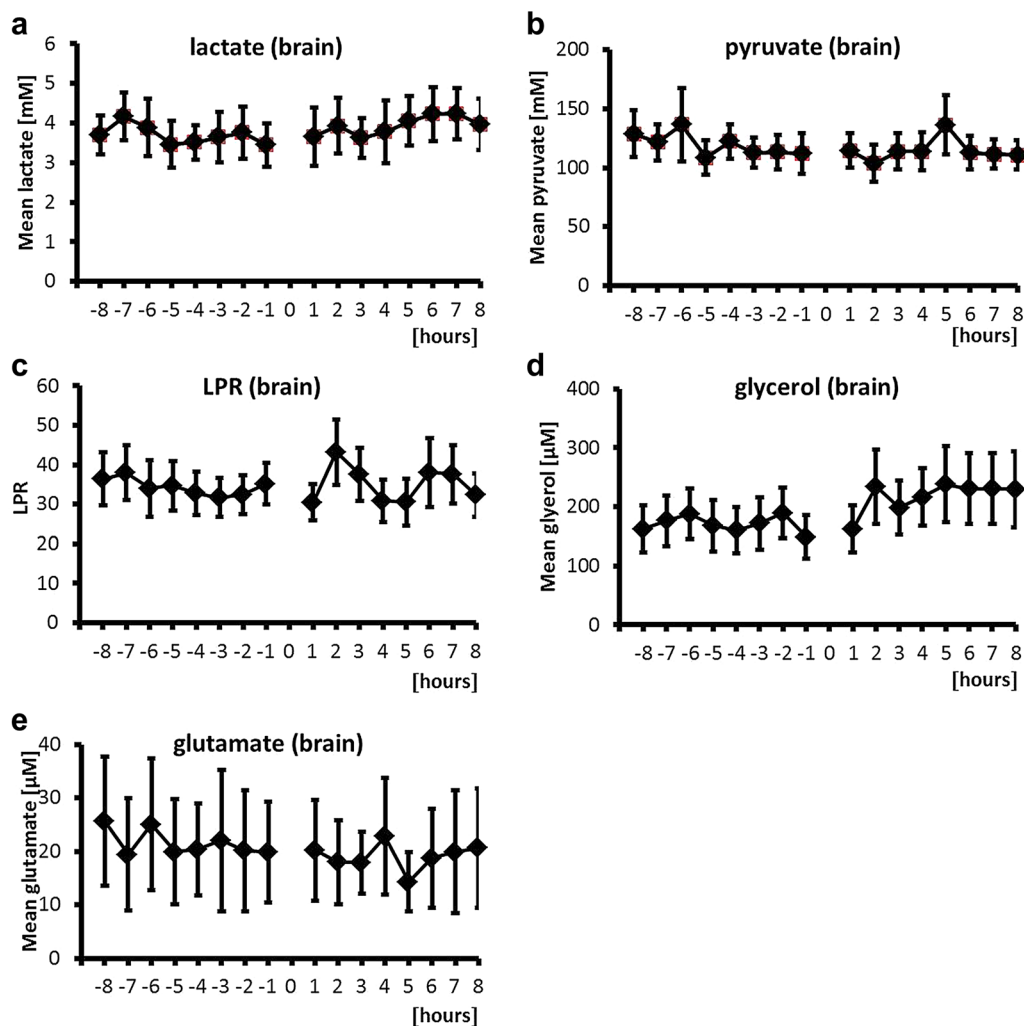 a
lactate (brain)
Mean lactate [mM]
6
5
4
3
2
1
0
-8 -7 -6 -5 -4 -3 -2 -1 0 1 2 3 4 5 6 7 8
[hours]
b
pyruvate (brain)
Mean pyruvate [mM]
200
150
100
50
0
-8 -7 -6 -5 -4 -3 -2 -1 0 1 2 3 4 5 6 7 8
[hours]
c
LPR (brain)
LPR
60
50
40
30
20
10
0
-8 -7 -6 -5 -4 -3 -2 -1 0 1 2 3 4 5 6 7 8
[hours]
d
glycerol (brain)
Mean glyerol [µM]
400
300
200
100
0
-8 -7 -6 -5 -4 -3 -2 -1 0 1 2 3 4 5 6 7 8
[hours]
e
glutamate (brain)
Mean glutamate [µM]
40
30
20
10
0
-8 -7 -6 -5 -4 -3 -2 -1 0 1 2 3 4 5 6 7 8
[hours]